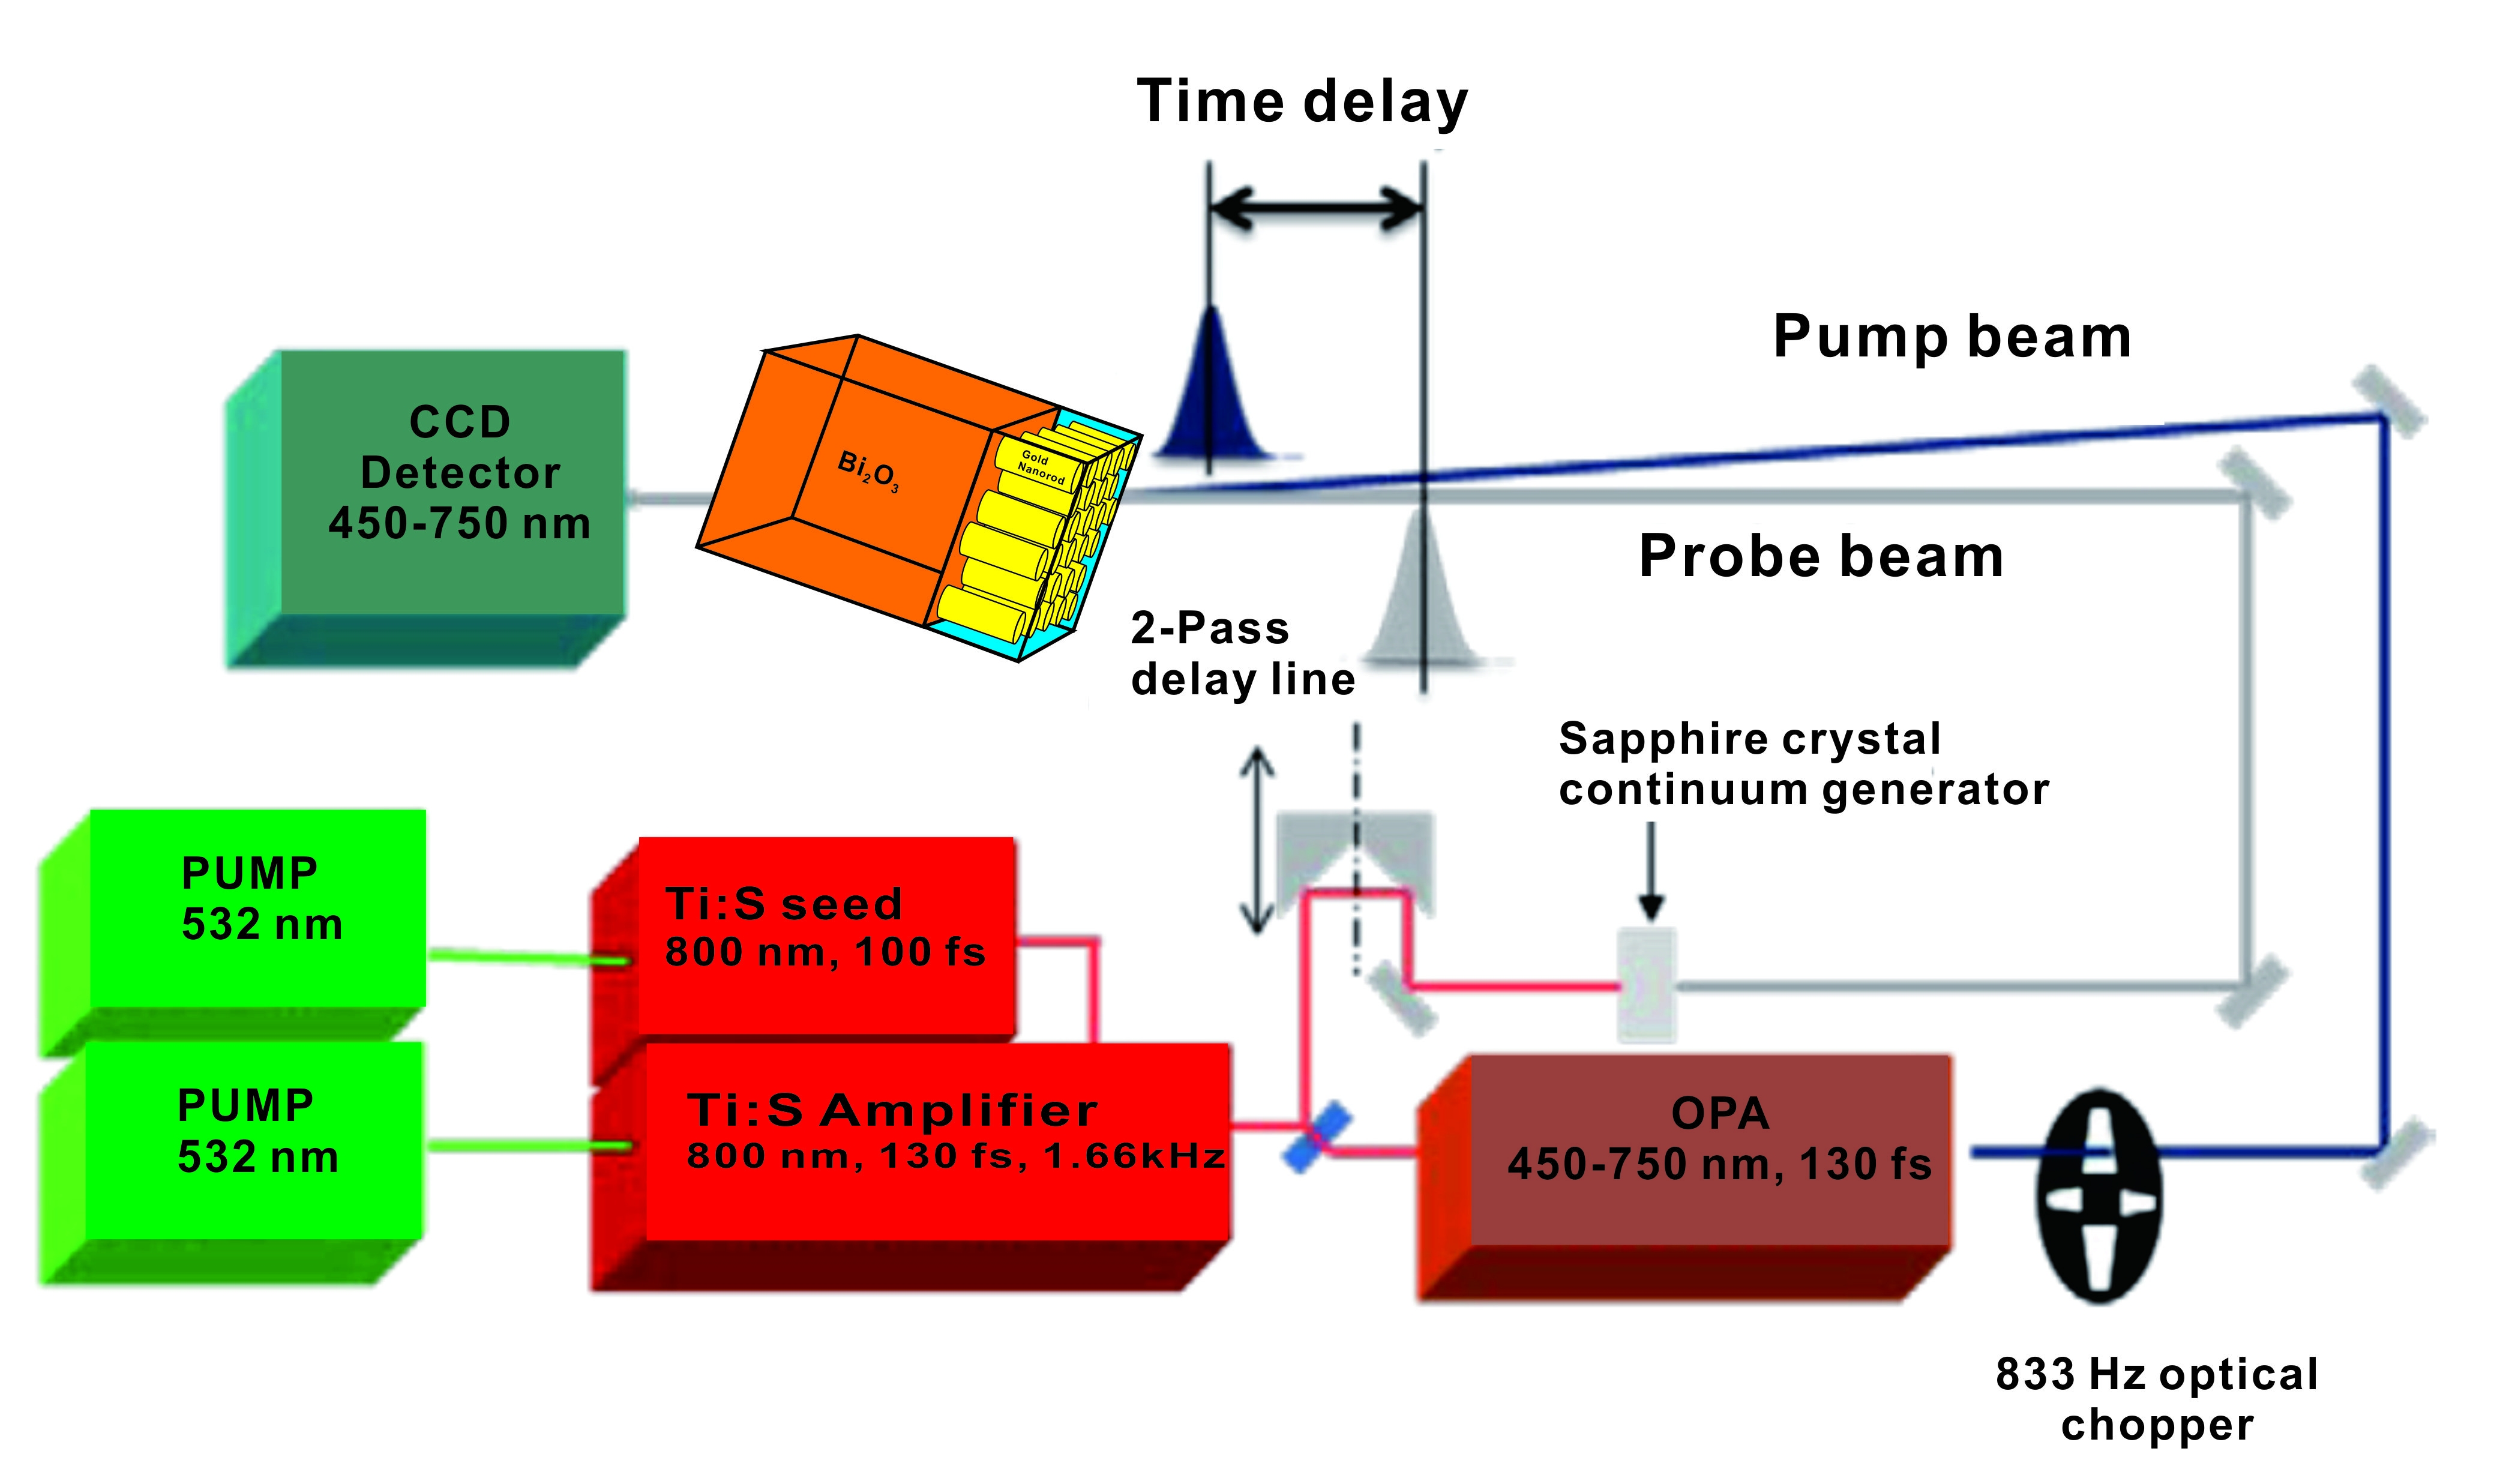 Time delay
Pump beam
CCD
Detector
450-750 nm
Bi₂O₃
Gold
Nanorod
Probe beam
2-Pass
delay line
Sapphire crystal
continuum generator
PUMP
532 nm
Ti:S seed
800 nm, 100 fs
PUMP
532 nm
Ti:S Amplifier
800 nm, 130 fs, 1.66kHz
OPA
450-750 nm, 130 fs
833 Hz optical
chopper